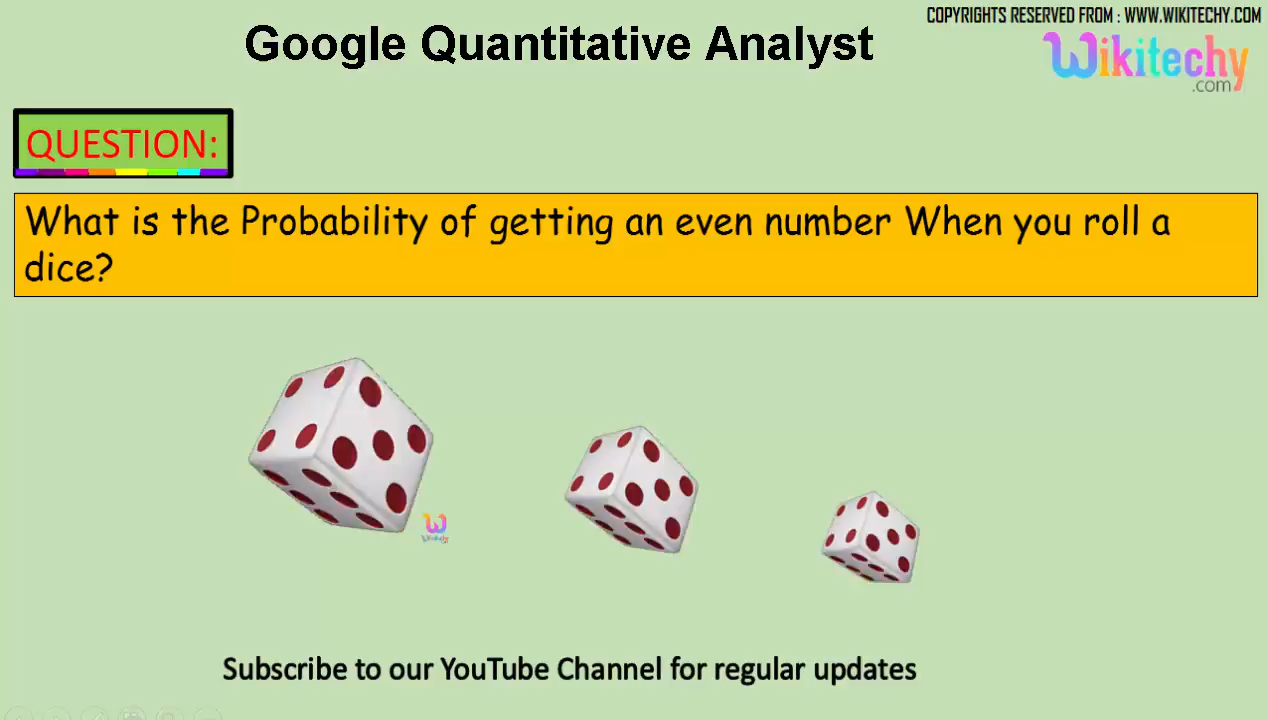 COPYRIGHTS RESERVED FROM : WWW.WIKITECHY.COM
Google Quantitative Analyst
Wikitechy
.com
QUESTION:
What is the Probability of getting an even number When you roll a
dice?
W
Subscribe to our YouTube Channel for regular updates